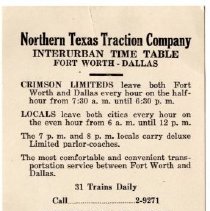 Northern Texas Traction Company
INTERURBAN TIME TABLE
FORT WORTH - DALLAS
CRIMSON LIMITEDS leave both Fort
Worth and Dallas every hour on the half-
hour from 7:30 a. m. until 6:30 p. m.
LOCALS leave both cities every hour on
the even hour from 6 a. m. until 12 p. m.
The 7 p. m. and 8 p. m. locals carry deluxe
Limited parlor-coaches.
The most comfortable and convenient trans-
portation service between Fort Worth and
Dallas.
31 Trains Daily
Call..............2-9271